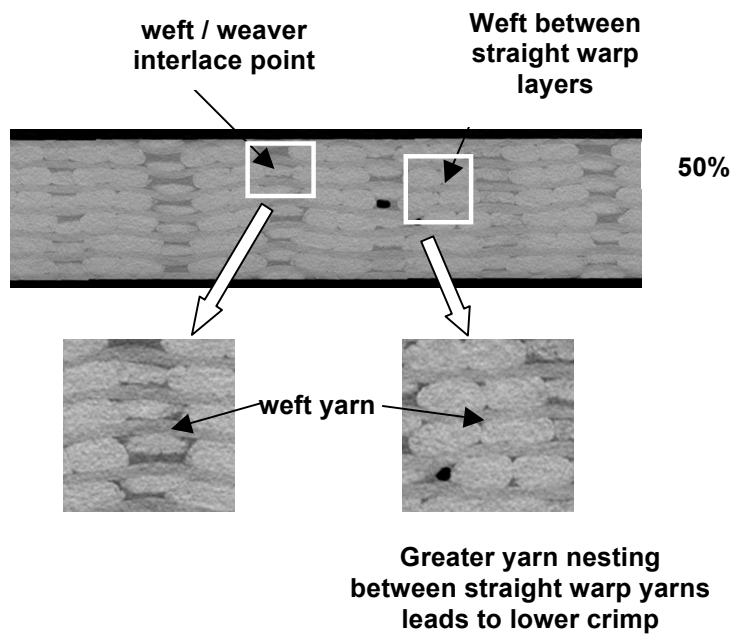 weft / weaver
interlace point
Weft between
straight warp
layers
50%
weft yarn
Greater yarn nesting
between straight warp yarns
leads to lower crimp